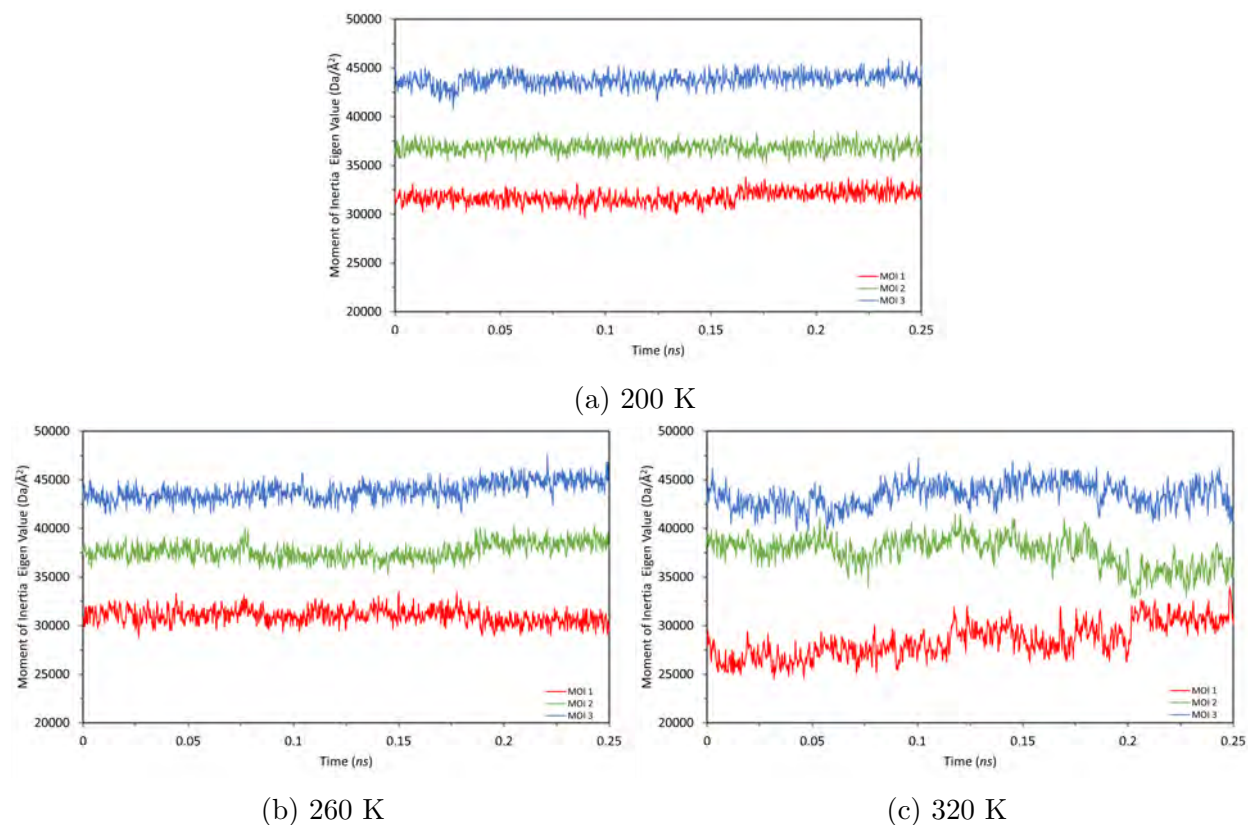 50000
45000
40000
35000
30000
25000
20000
Moment of Inertia Eigen Value (Da/Å²)
MOI 1
MOI 2
MOI 3
0 0.05 0.1 0.15 0.2 0.25
Time (ns)
(a) 200 K
50000
45000
40000
35000
30000
25000
20000
Moment of Inertia Eigen Value (Da/Å²)
MOI 1
MOI 2
MOI 3
0 0.05 0.1 0.15 0.2 0.25
Time (ns)
(b) 260 K
50000
45000
40000
35000
30000
25000
20000
Moment of Inertia Eigen Value (Da/Å²)
MOI 1
MOI 2
MOI 3
0 0.05 0.1 0.15 0.2 0.25
Time (ns)
(c) 320 K